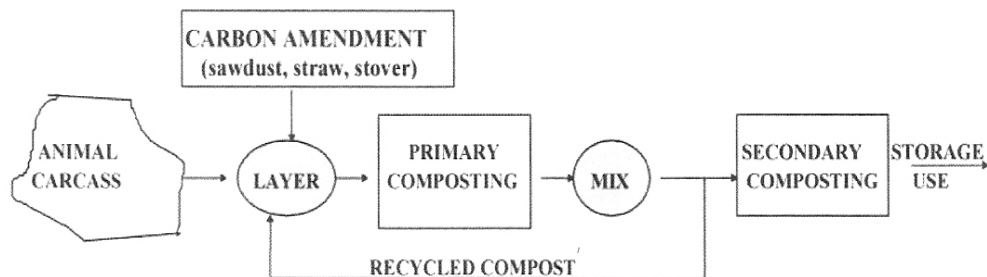 CARBON AMENDMENT
(sawdust, straw, stover)
ANIMAL
CARCASS
LAYER
PRIMARY
COMPOSTING
MIX
SECONDARY
COMPOSTING
STORAGE
USE
RECYCLED COMPOST